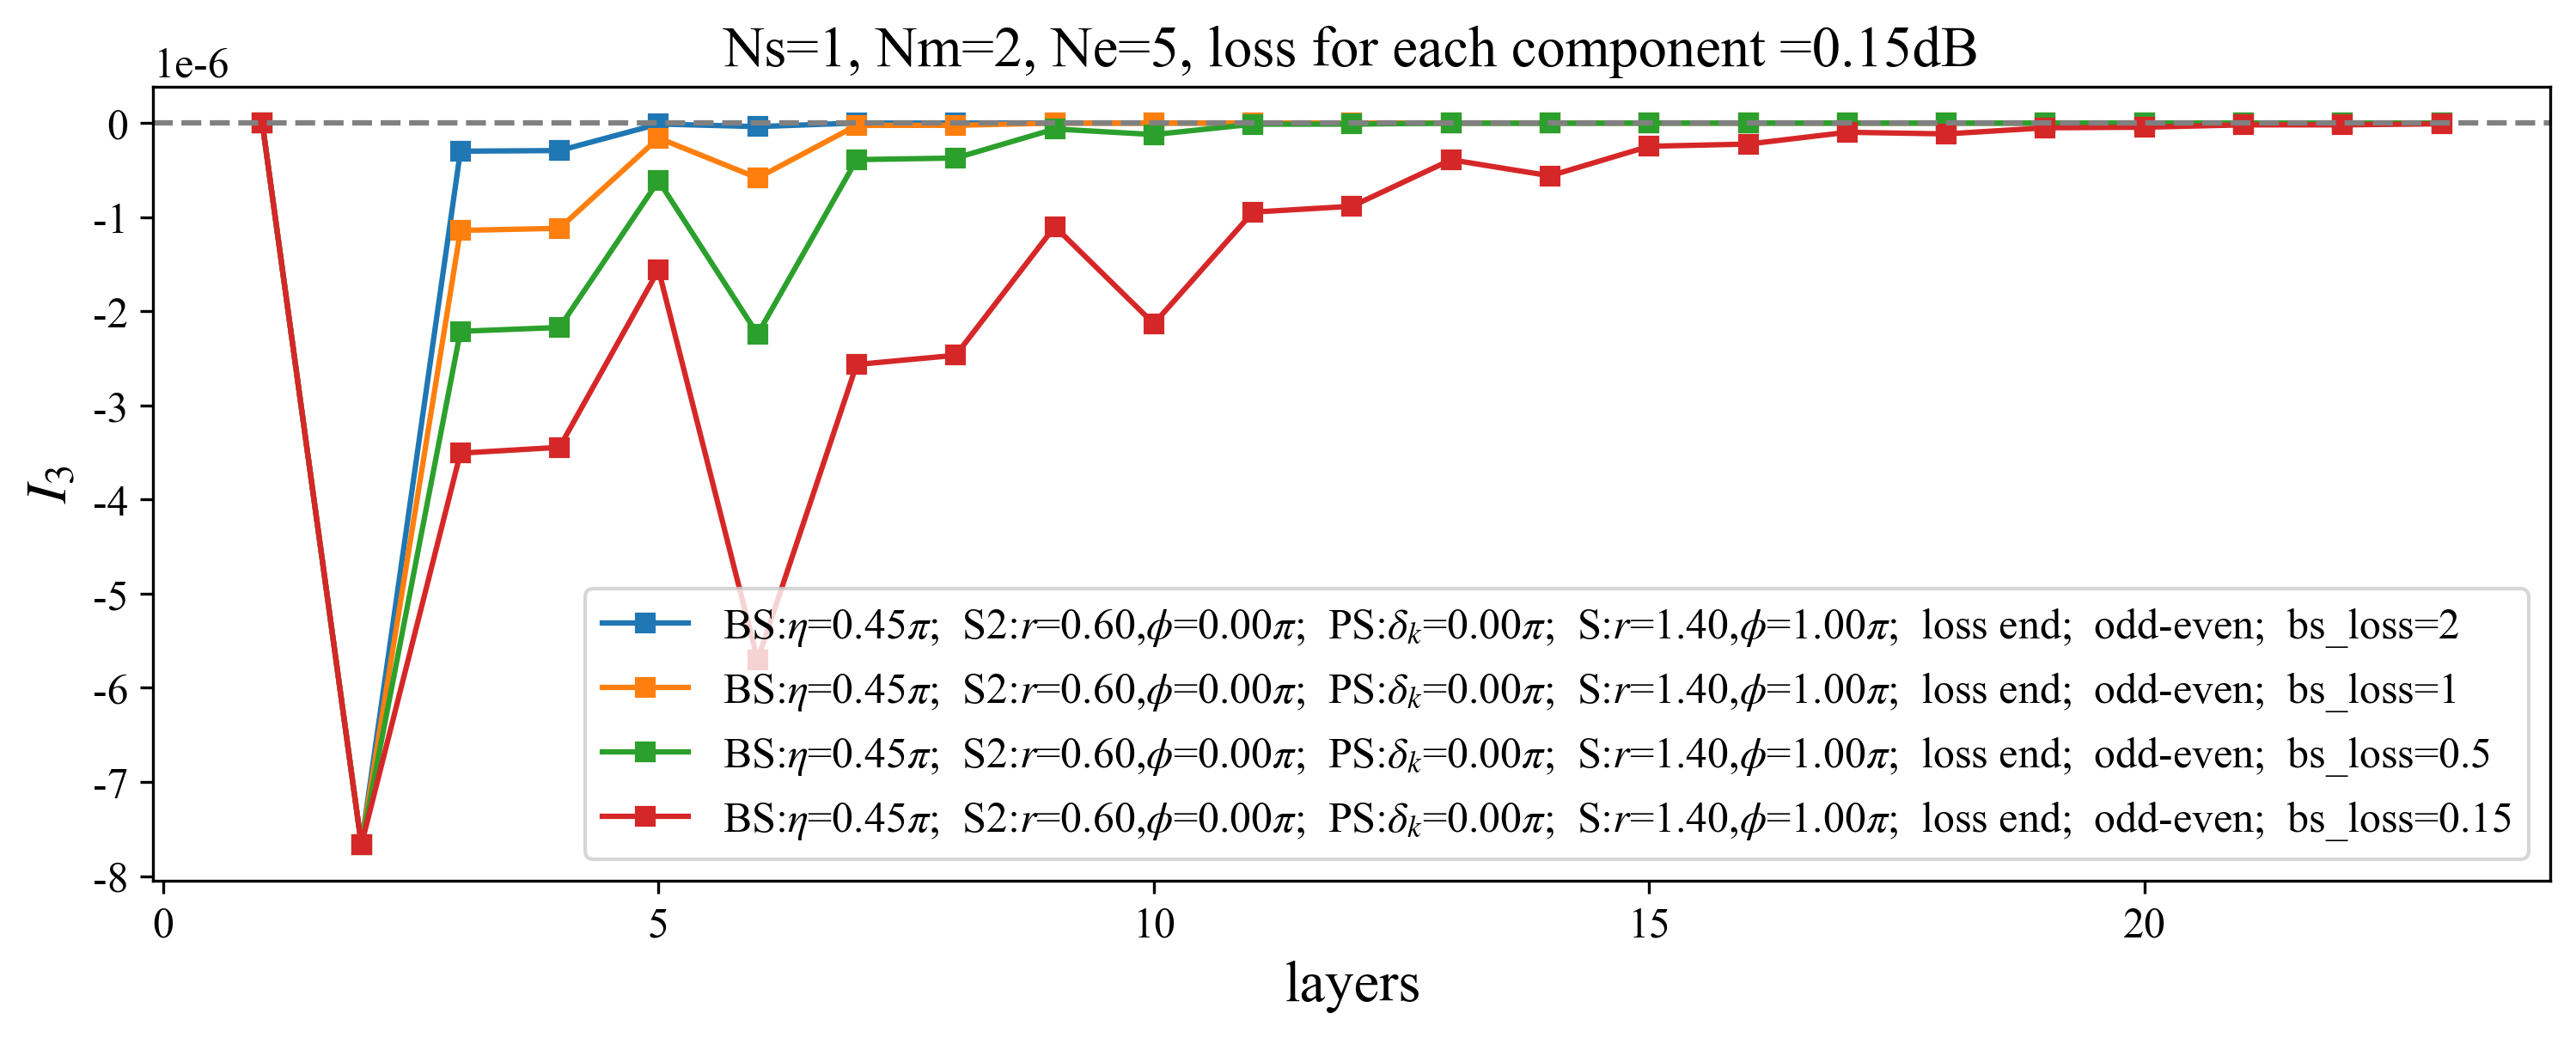 Ns=1, Nm=2, Ne=5, loss for each component =0.15dB
1e-6
0
-1
-2
-3
-4
-5
-6
-7
-8
I₃
BS:η=0.45π; S2:r=0.60,ϕ=0.00π; PS:δₖ=0.00π; S:r=1.40,ϕ=1.00π; loss end; odd-even; bs_loss=2
BS:η=0.45π; S2:r=0.60,ϕ=0.00π; PS:δₖ=0.00π; S:r=1.40,ϕ=1.00π; loss end; odd-even; bs_loss=1
BS:η=0.45π; S2:r=0.60,ϕ=0.00π; PS:δₖ=0.00π; S:r=1.40,ϕ=1.00π; loss end; odd-even; bs_loss=0.5
BS:η=0.45π; S2:r=0.60,ϕ=0.00π; PS:δₖ=0.00π; S:r=1.40,ϕ=1.00π; loss end; odd-even; bs_loss=0.15
0 5 10 15 20
layers